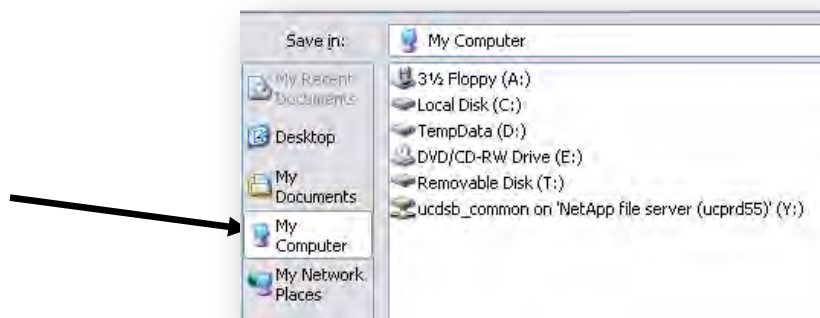 Save in:
My Computer
My Recent
Documents
Desktop
My
Documents
My
Computer
My Network
Places
3½ Floppy (A:)
Local Disk (C:)
TempData (D:)
DVD/CD-RW Drive (E:)
Removable Disk (T:)
ucdsb_common on 'NetApp file server (ucprd55)' (Y:)